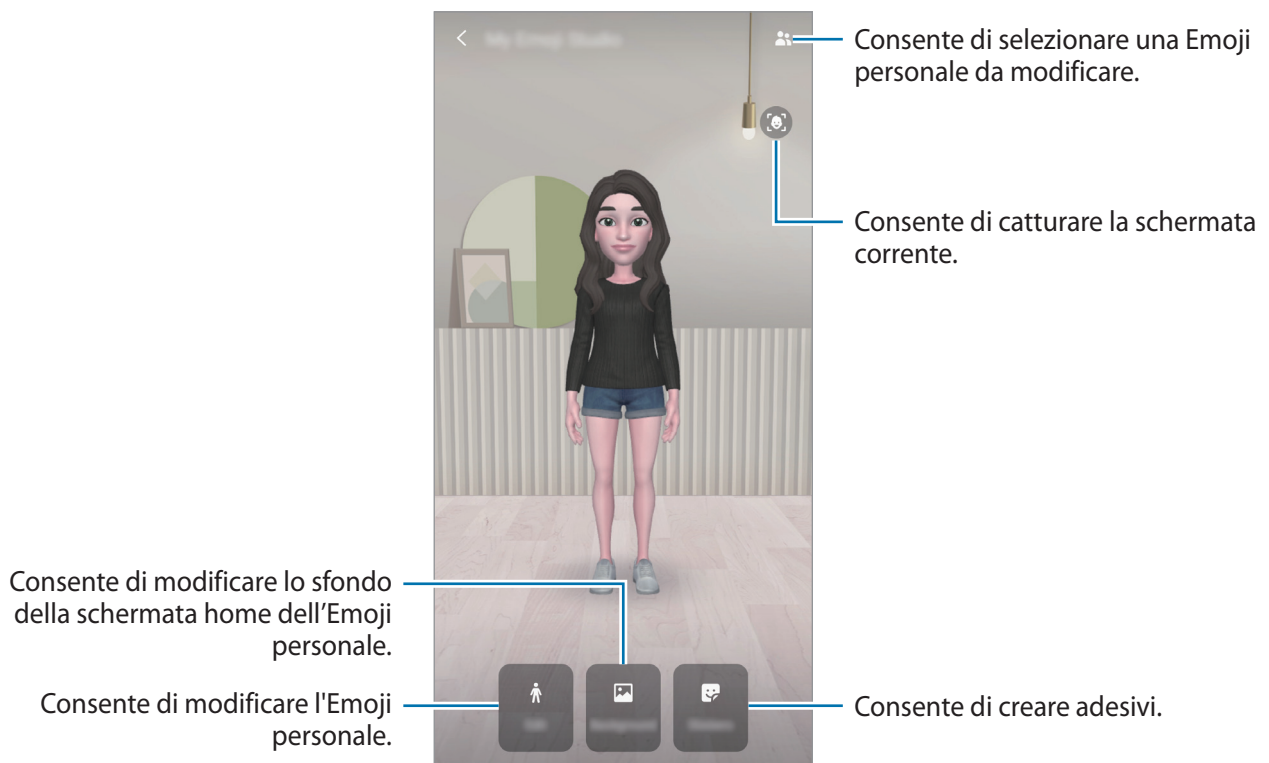 Consente di selezionare una Emoji
personale da modificare.
Consente di catturare la schermata
corrente.
Consente di modificare lo sfondo
della schermata home dell’Emoji
personale.
Consente di modificare l'Emoji
personale.
Consente di creare adesivi.